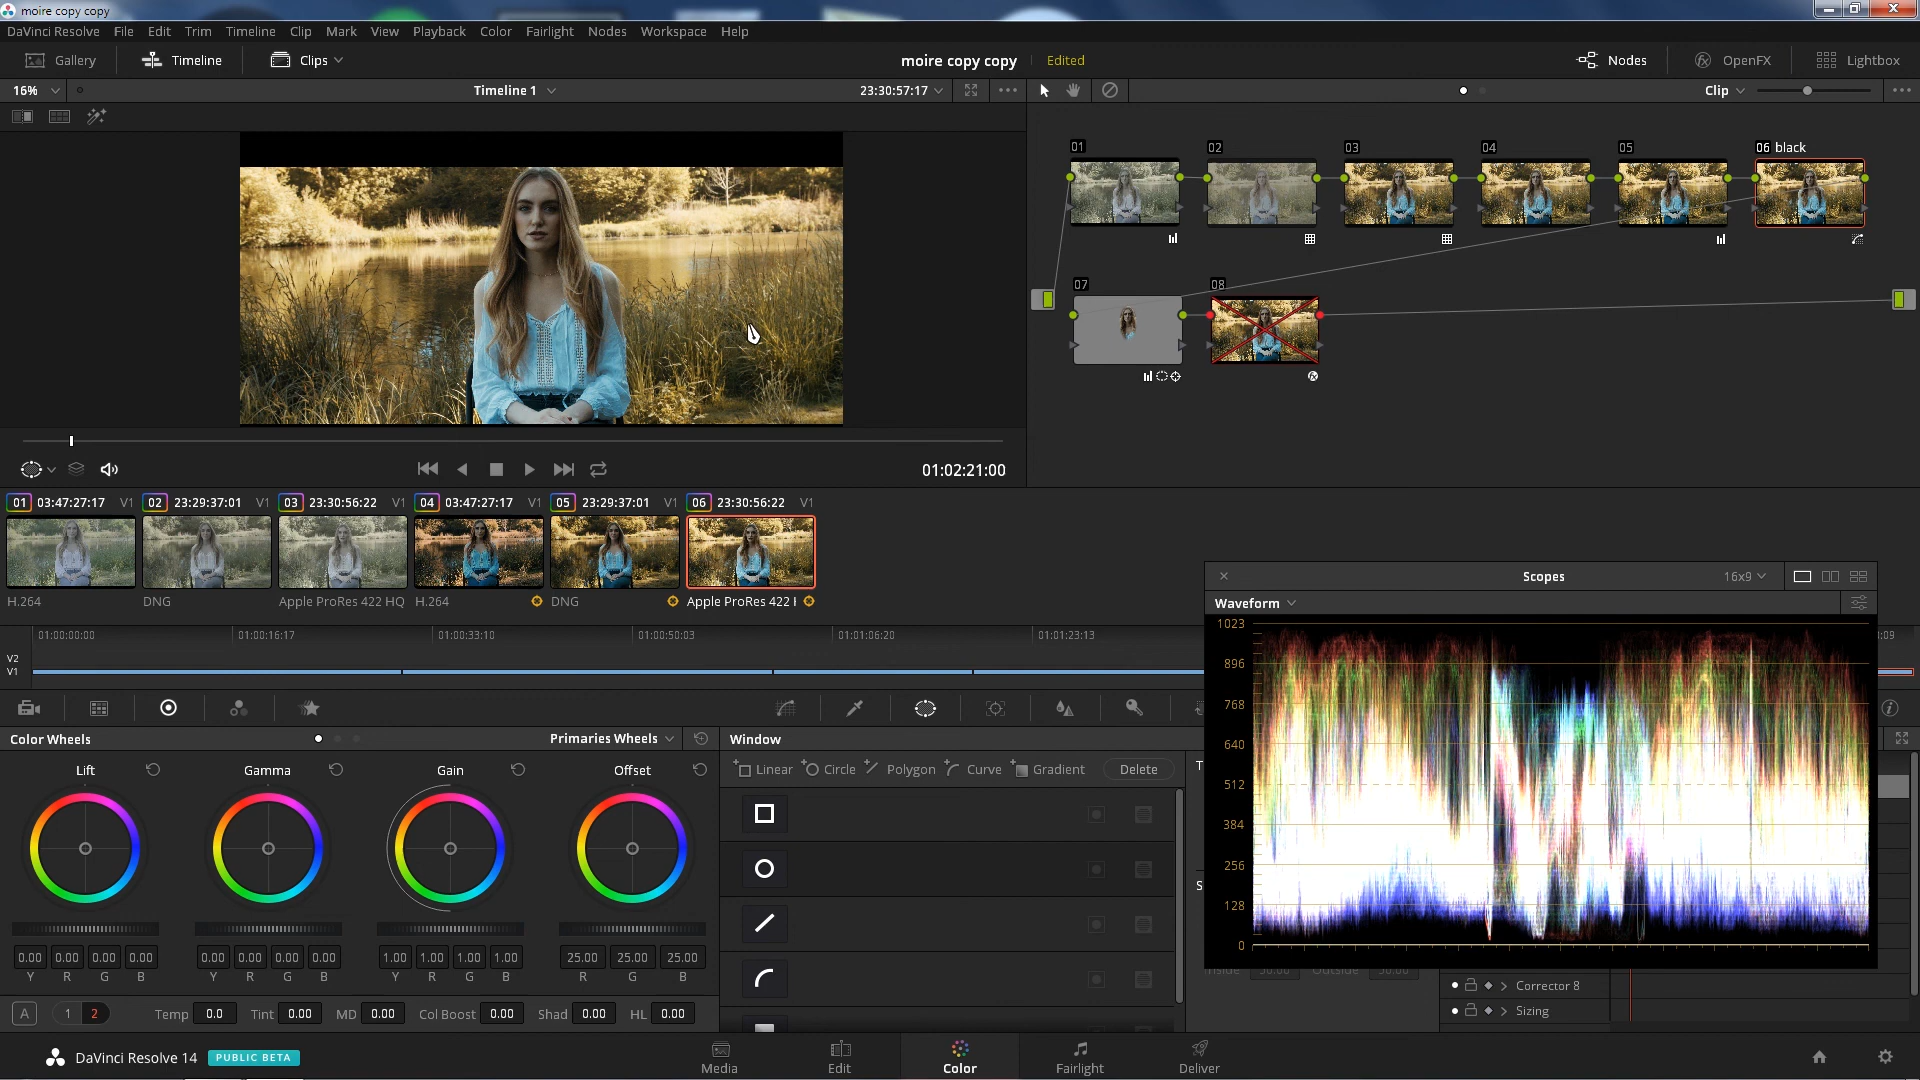 moire copy copy
DaVinci Resolve File Edit Trim Timeline Clip Mark View Playback Color Fairlight Nodes Workspace Help
Gallery Timeline Clips moire copy copy Edited Nodes OpenFX Lightbox
16% Timeline 1 23:30:57:17 Clip
01 02 03 04 05 06 black
07 08
01:02:21:00
01 03:47:27:17 V1 02 23:29:37:01 V1 03 23:30:56:22 V1 04 03:47:27:17 V1 05 23:29:37:01 V1 06 23:30:56:22 V1
H.264 DNG Apple ProRes 422 HQ H.264 DNG Apple ProRes 422 H
Scopes 16x9
Waveform
1023
896
768
640
512
384
256
128
0
01:00:00:00 01:00:16:17 01:00:33:10 01:00:50:03 01:01:06:20 01:01:23:13 :09
V2
V1
Color Wheels Primaries Wheels Window
Lift Gamma Gain Offset
Linear Circle Polygon Curve Gradient Delete
0.00 0.00 0.00 0.00 0.00 0.00 0.00 0.00 1.00 1.00 1.00 1.00 25.00 25.00 25.00
Y R G B Y R G B Y R G B R G B
A 1 2 Temp 0.0 Tint 0.00 MD 0.00 Col Boost 0.00 Shad 0.00 HL 0.00
Inside 50.00 Outside 50.00
Corrector 8
Sizing
DaVinci Resolve 14 PUBLIC BETA
Media Edit Color Fairlight Deliver